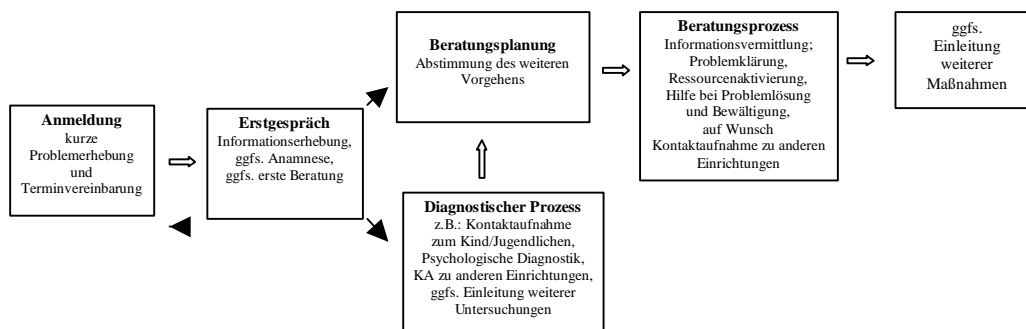 Anmeldung
kurze
Problemerhebung
und
Terminvereinbarung
Erstgespräch
Informationserhebung,
ggfs. Anamnese,
ggfs. erste Beratung
Beratungsplanung
Abstimmung des weiteren
Vorgehens
Diagnostischer Prozess
z.B.: Kontaktaufnahme
zum Kind/Jugendlichen,
Psychologische Diagnostik,
KA zu anderen Einrichtungen,
ggfs. Einleitung weiterer
Untersuchungen
Beratungsprozess
Informationsvermittlung;
Problemklärung,
Ressourcenaktivierung,
Hilfe bei Problemlösung
und Bewältigung,
auf Wunsch
Kontaktaufnahme zu anderen
Einrichtungen
ggfs.
Einleitung
weiterer
Maßnahmen